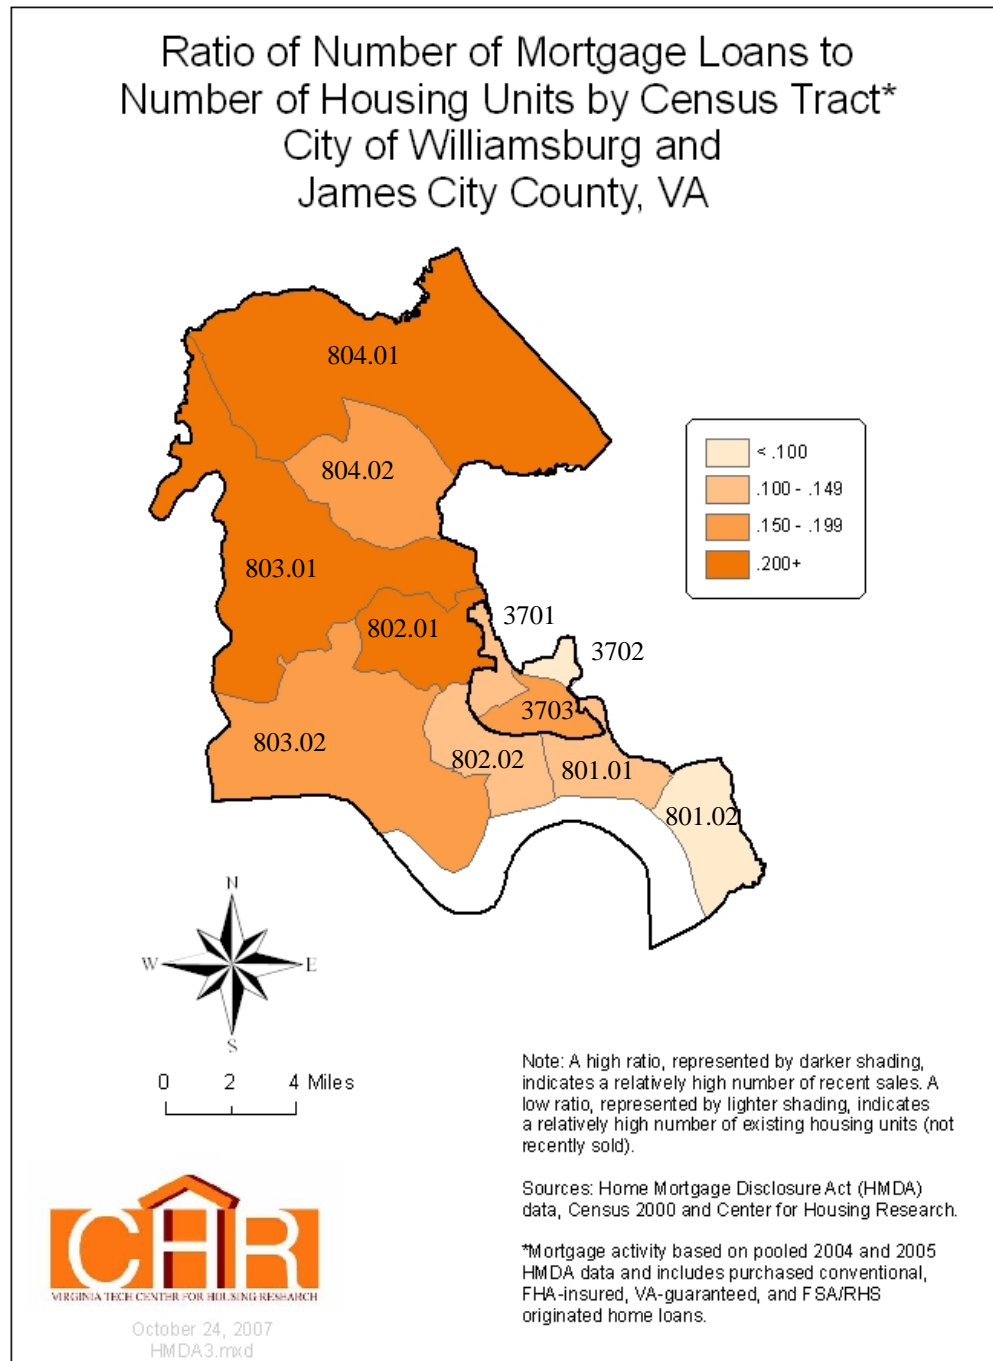 Ratio of Number of Mortgage Loans to
Number of Housing Units by Census Tract*
City of Williamsburg and
James City County, VA
804.01
804.02
< .100
.100 - .149
.150 - .199
.200+
803.01
802.01
3701
3702
3703
803.02
802.02
801.01
801.02
N
W
E
S
0 2 4 Miles
Note: A high ratio, represented by darker shading,
indicates a relatively high number of recent sales. A
low ratio, represented by lighter shading, indicates
a relatively high number of existing housing units (not
recently sold).
Sources: Home Mortgage Disclosure Act (HMDA)
data, Census 2000 and Center for Housing Research.
*Mortgage activity based on pooled 2004 and 2005
HMDA data and includes purchased conventional,
FHA-insured, VA-guaranteed, and FSA/RHS
originated home loans.
CHR
VIRGINIA TECH CENTER FOR HOUSING RESEARCH
October 24, 2007
HMDA3.mxd